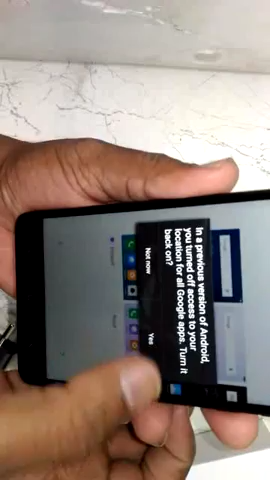 In a previous version of Android,
you turned off access to your
location for all Google apps. Turn it
back on?
Not now
Yes